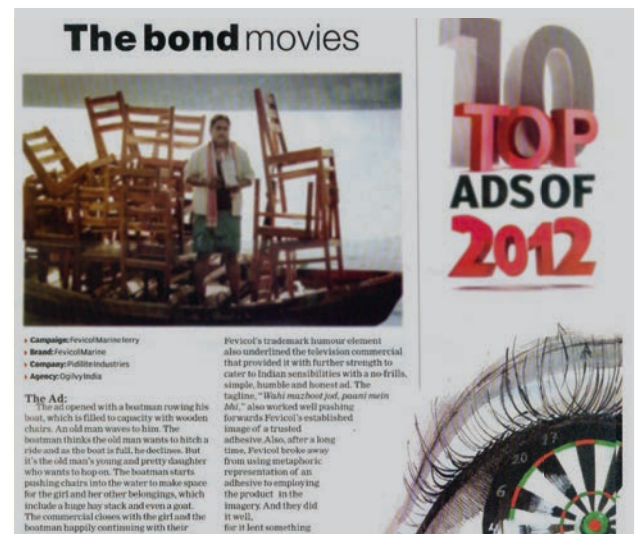 The bond movies
10
TOP
ADS OF
2012
Campaign: Fevicol Marine ferry
Brand: Fevicol Marine
Company: Pidilite Industries
Agency: Ogilvy India
The Ad:
The ad opened with a boatman rowing his
boat, which is filled to capacity with wooden
chairs. An old man waves to him. The
boatman thinks the old man wants to hitch a
ride and as the boat is full, he declines. But
it's the old man's young and pretty daughter
who wants to hop on. The boatman starts
pushing chairs into the water to make space
for the girl and her other belongings, which
include a huge hay stack and even a goat.
The commercial closes with the girl and the
boatman happily continuing with their
Fevicol's trademark humour element
also underlined the television commercial
that provided it with further strength to
cater to Indian sensibilities with a no-frills,
simple, humble and honest ad. The
tagline, "Wahi mazboot jod, paani mein
bhi," also worked well pushing
forwards Fevicol's established
image of a trusted
adhesive. Also, after a long
time, Fevicol broke away
from using metaphoric
representation of an
adhesive to employing
the product in the
imagery. And they did
it well,
for it lent something
20
6
4